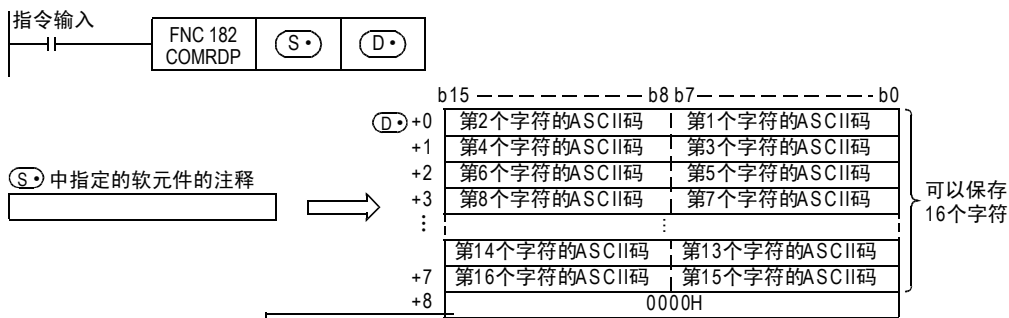 指令输入
FNC 182
COMRDP
S·
D·
b15 — — — — — — — — — b8 b7— — — — — — — — - b0
D· +0 第2个字符的ASCII码 第1个字符的ASCII码
+1 第4个字符的ASCII码 第3个字符的ASCII码
+2 第6个字符的ASCII码 第5个字符的ASCII码
S· 中指定的软元件的注释
+3 第8个字符的ASCII码 第7个字符的ASCII码
可以保存
16个字符
⋮ ⋮
第14个字符的ASCII码 第13个字符的ASCII码
+7 第16个字符的ASCII码 第15个字符的ASCII码
+8 0000H